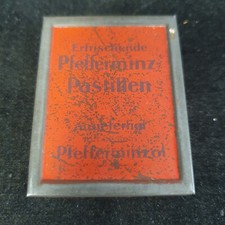 Erfrischende
Pfefferminz-
Pastillen
Pfefferminzöl